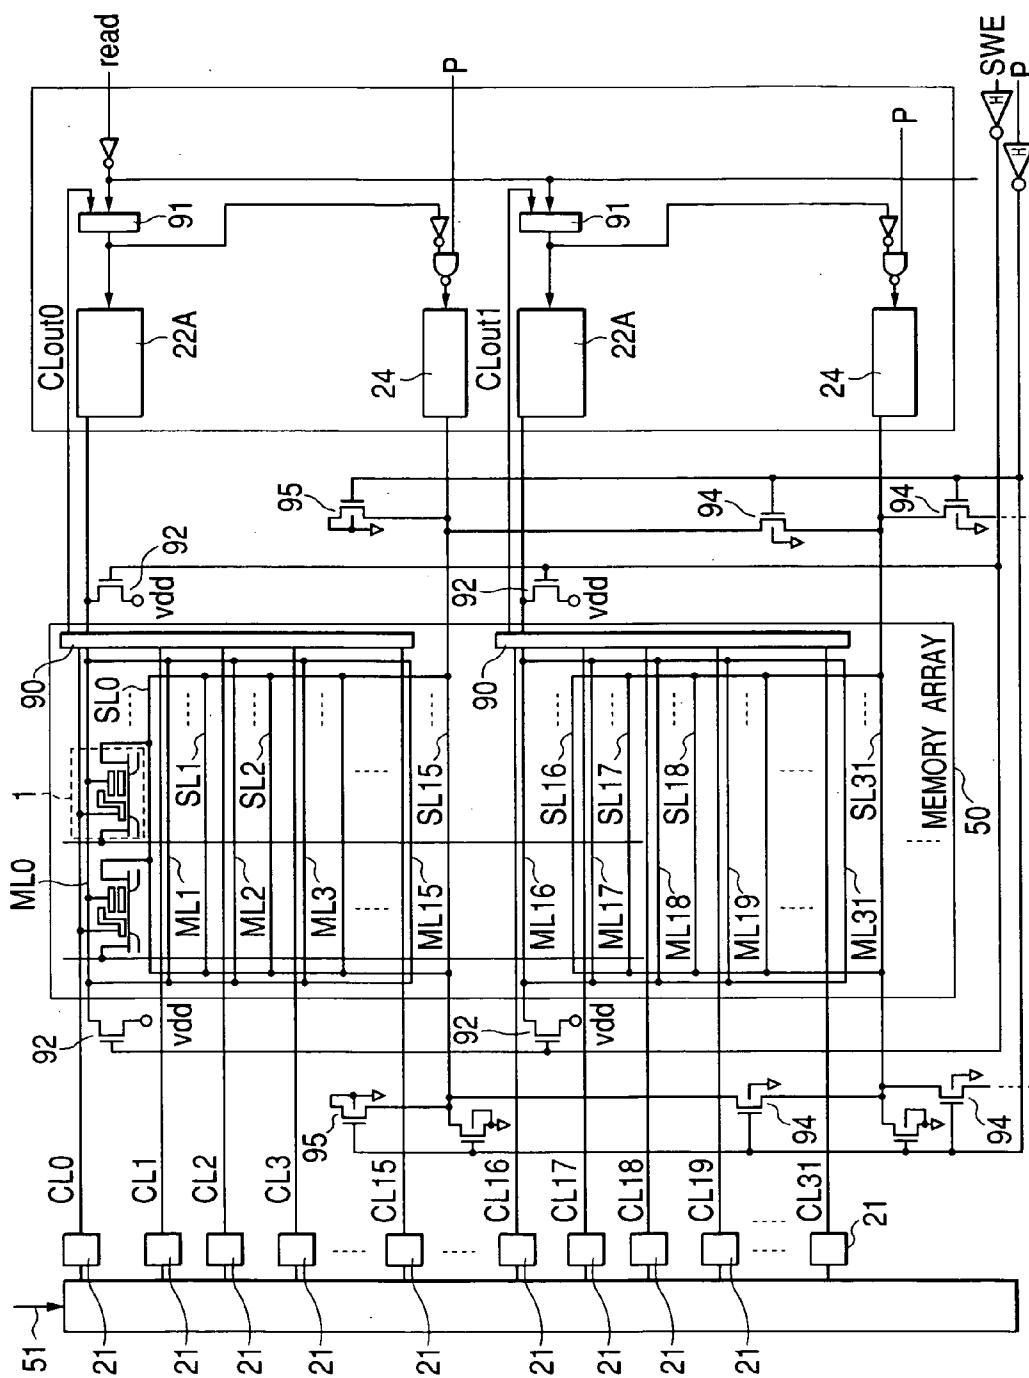 read
P
P
SWE
P
CLout0
91
22A
24
CLout1
91
22A
24
95
94
94
92
vdd
92
vdd
90
SL0
1
ML0
SL1
SL2
SL15
ML1
ML2
ML3
ML15
90
SL16
SL17
SL18
SL31
ML16
ML17
ML18
ML19
ML31
MEMORY ARRAY
50
92
vdd
92
vdd
95
94
94
CL0
CL1
CL2
CL3
CL15
CL16
CL17
CL18
CL19
CL31
21
51
21
21
21
21
21
21
21
21
21
H
H